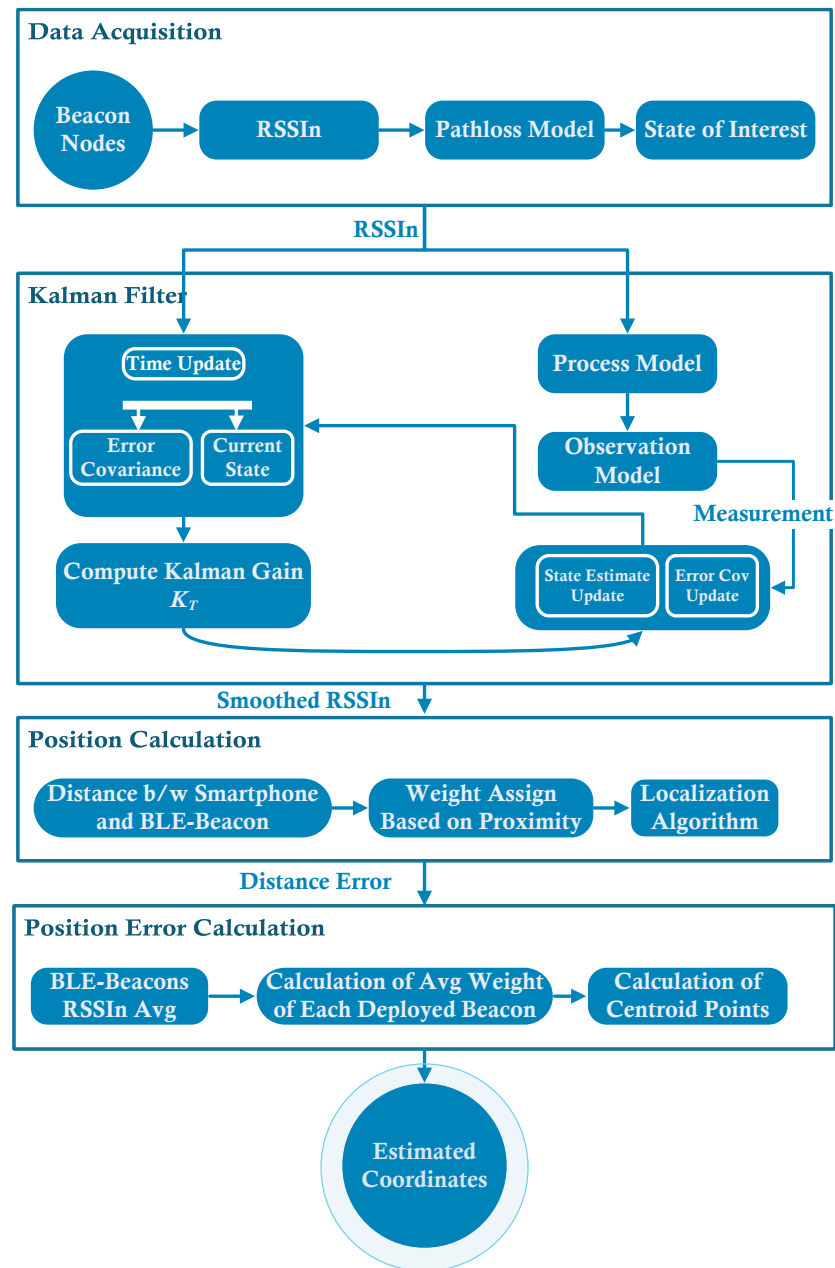 Data Acquisition
Beacon
Nodes
RSSIn
Pathloss Model
State of Interest
RSSIn
Kalman Filter
Time Update
Error
Covariance
Current
State
Compute Kalman Gain
K_T
Process Model
Observation
Model
Measurement
State Estimate
Update
Error Cov
Update
Smoothed RSSIn
Position Calculation
Distance b/w Smartphone
and BLE-Beacon
Weight Assign
Based on Proximity
Localization
Algorithm
Distance Error
Position Error Calculation
BLE-Beacons
RSSIn Avg
Calculation of Avg Weight
of Each Deployed Beacon
Calculation of
Centroid Points
Estimated
Coordinates